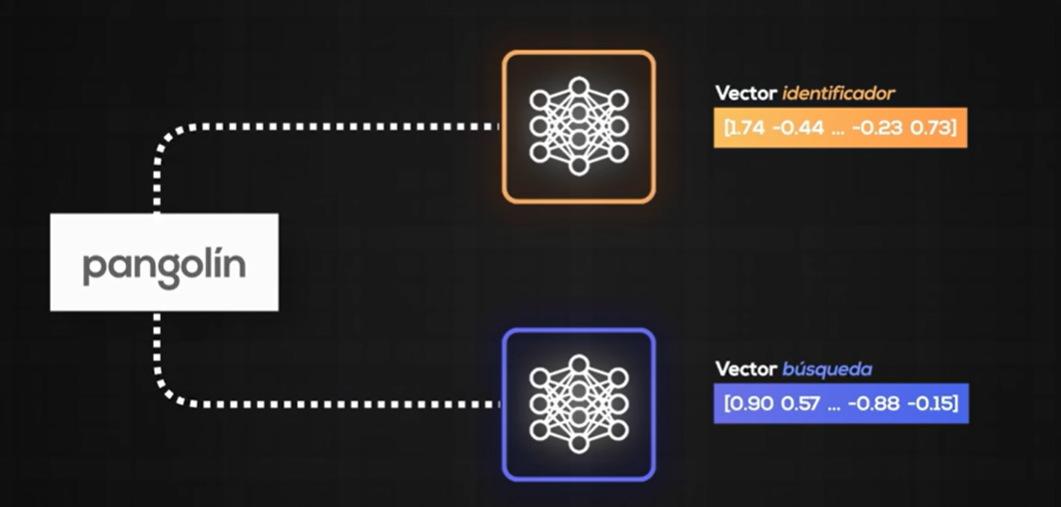 Vector identificador
[1.74 -0.44 ... -0.23 0.73]
pangolín
Vector búsqueda
[0.90 0.57 ... -0.88 -0.15]